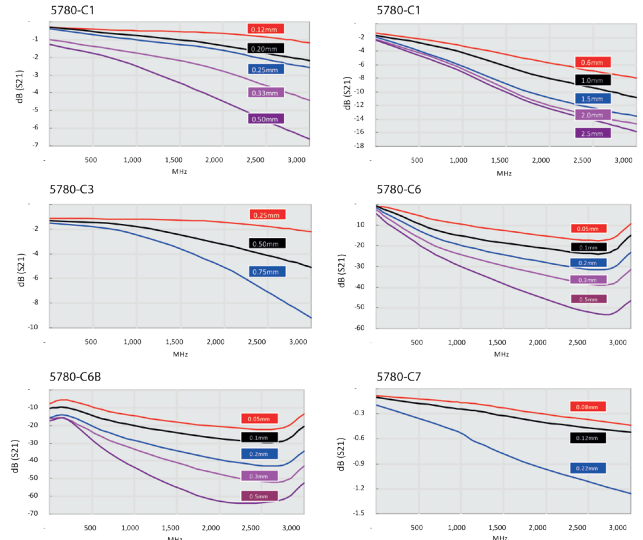 5780-C1
-
-1
-2
-3
-4
-5
-6
-7
dB (S21)
0.12mm
0.20mm
0.25mm
0.33mm
0.50mm
- 500 1,000 1,500 2,000 2,500 3,000
MHz
5780-C1
-
-2
-4
-6
-8
-10
-12
-14
-16
-18
dB (S21)
0.6mm
1.0mm
1.5mm
2.0mm
2.5mm
- 500 1,000 1,500 2,000 2,500 3,000
MHz
5780-C3
-
-2
-4
-6
-8
-10
dB (S21)
0.25mm
0.50mm
0.75mm
- 500 1,000 1,500 2,000 2,500 3,000
MHz
5780-C6
-
-10
-20
-30
-40
-50
-60
dB (S21)
0.05mm
0.1mm
0.2mm
0.3mm
0.5mm
- 500 1,000 1,500 2,000 2,500 3,000
MHz
5780-C6B
-
-10
-20
-30
-40
-50
-60
-70
dB (S21)
0.05mm
0.1mm
0.2mm
0.3mm
0.5mm
- 500 1,000 1,500 2,000 2,500 3,000
MHz
5780-C7
-
-0.3
-0.6
-0.9
-1.2
-1.5
dB (S21)
0.08mm
0.12mm
0.22mm
- 500 1,000 1,500 2,000 2,500 3,000
MHz